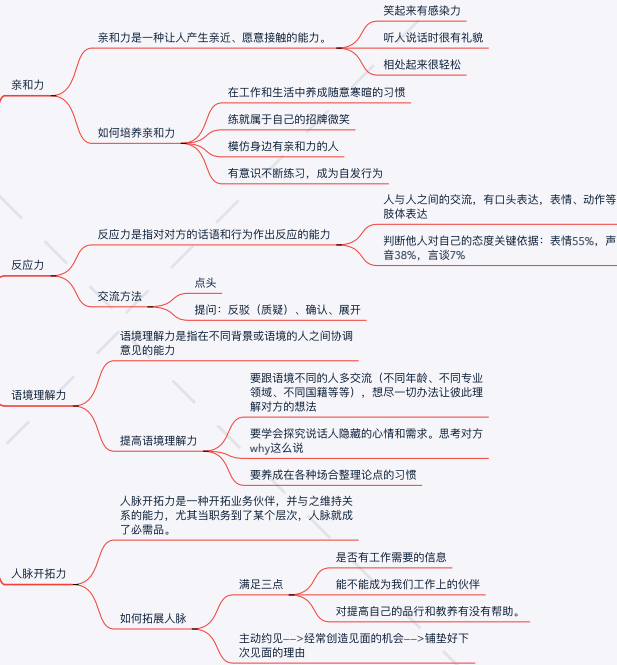 笑起来有感染力
亲和力是一种让人产生亲近、愿意接触的能力。
听人说话时很有礼貌
相处起来很轻松
亲和力
在工作和生活中养成随意寒暄的习惯
练就属于自己的招牌微笑
如何培养亲和力
模仿身边有亲和力的人
有意识不断练习，成为自发行为
人与人之间的交流，有口头表达，表情、动作等
肢体表达
反应力是指对对方的话语和行为作出反应的能力
判断他人对自己的态度关键依据：表情55%，声
音38%，言谈7%
反应力
点头
交流方法
提问：反驳（质疑）、确认、展开
语境理解力是指在不同背景或语境的人之间协调
意见的能力
语境理解力
要跟语境不同的人多交流（不同年龄、不同专业
领域、不同国籍等等），想尽一切办法让彼此理
解对方的想法
提高语境理解力
要学会探究说话人隐藏的心情和需求。思考对方
why这么说
要养成在各种场合整理论点的习惯
人脉开拓力是一种开拓业务伙伴，并与之维持关
系的能力，尤其当职务到了某个层次，人脉就成
了必需品。
人脉开拓力
是否有工作需要的信息
满足三点
能不能成为我们工作上的伙伴
对提高自己的品行和教养有没有帮助。
如何拓展人脉
主动约见——>经常创造见面的机会——>铺垫好下
次见面的理由